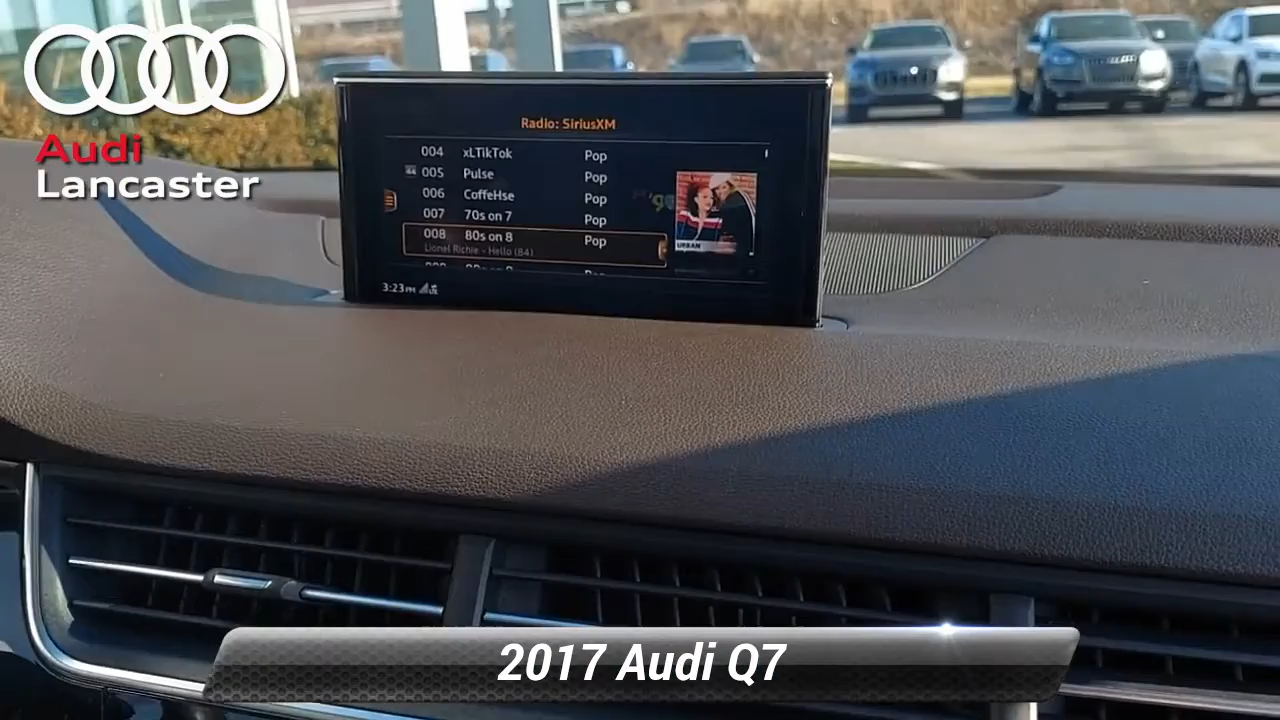 Audi
Lancaster
Radio: SiriusXM
004 xLTikTok Pop
005 Pulse Pop
006 CoffeHse Pop
007 70s on 7 Pop
008 80s on 8 Pop
Lionel Richie - Hello (84)
URBAN
3:23 PM
2017 Audi Q7